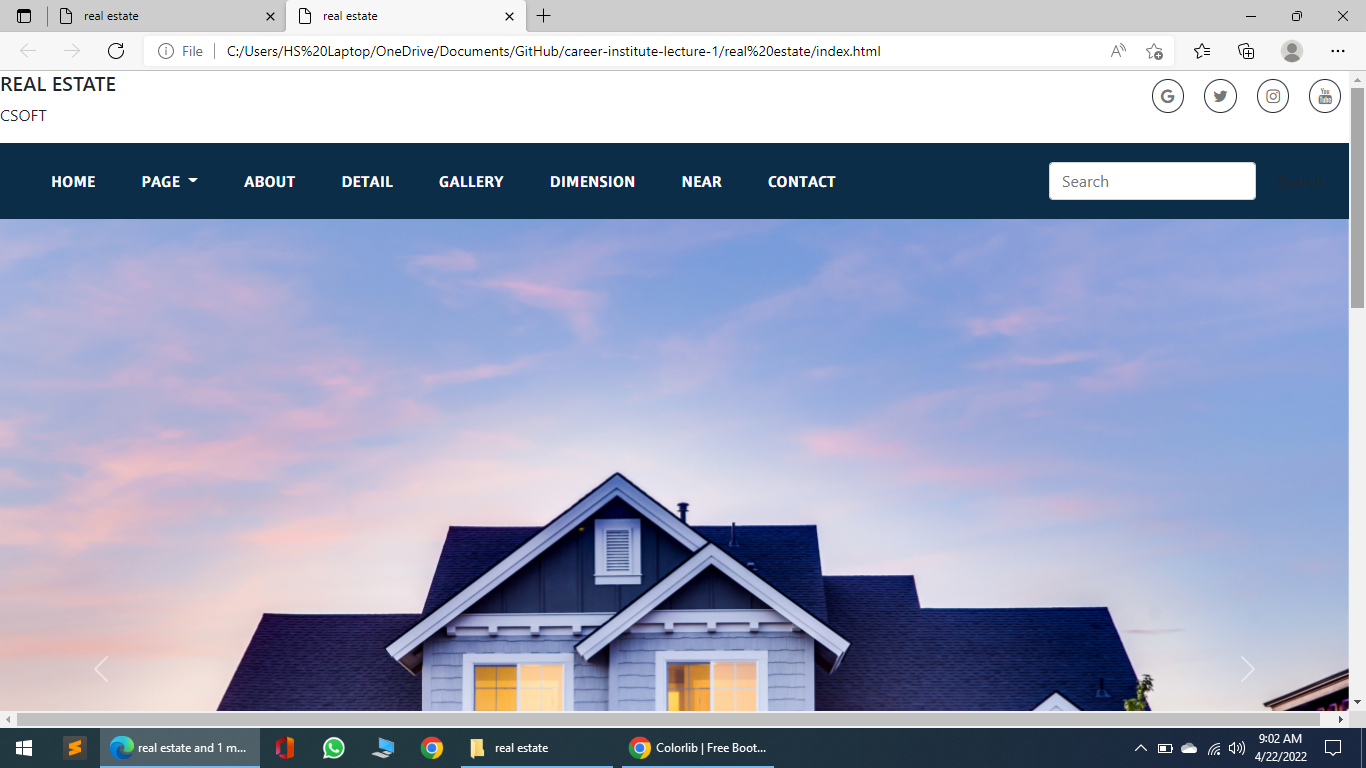 real estate
real estate
File
C:/Users/HS%20Laptop/OneDrive/Documents/GitHub/career-institute-lecture-1/real%20estate/index.html
REAL ESTATE
CSOFT
HOME PAGE ABOUT DETAIL GALLERY DIMENSION NEAR CONTACT
Search
Search
real estate and 1 m...
real estate
Colorlib | Free Boot...
9:02 AM
4/22/2022